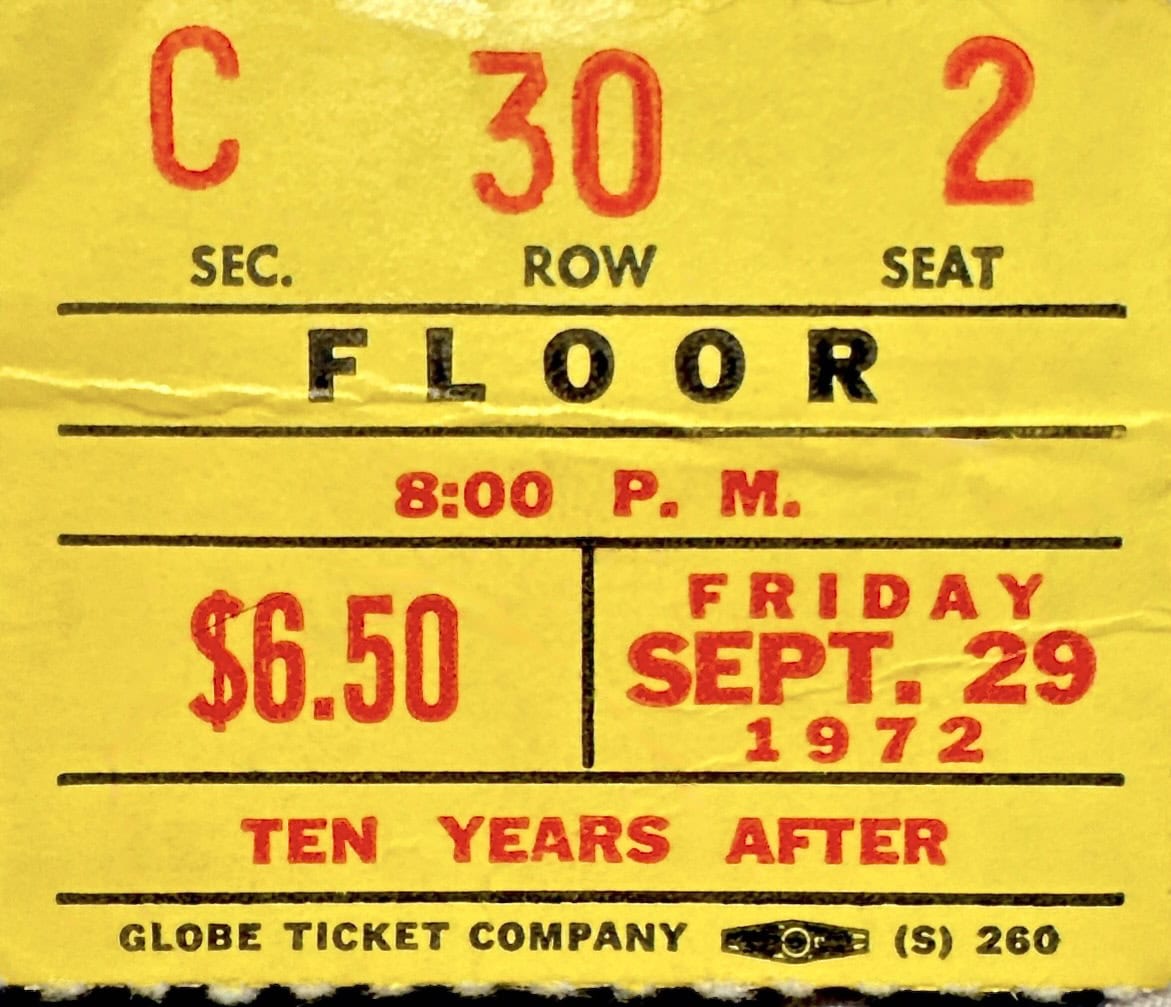 C 30 2
SEC. ROW SEAT
FLOOR
8:00 P. M.
$6.50
FRIDAY
SEPT. 29
1972
TEN YEARS AFTER
GLOBE TICKET COMPANY (S) 260